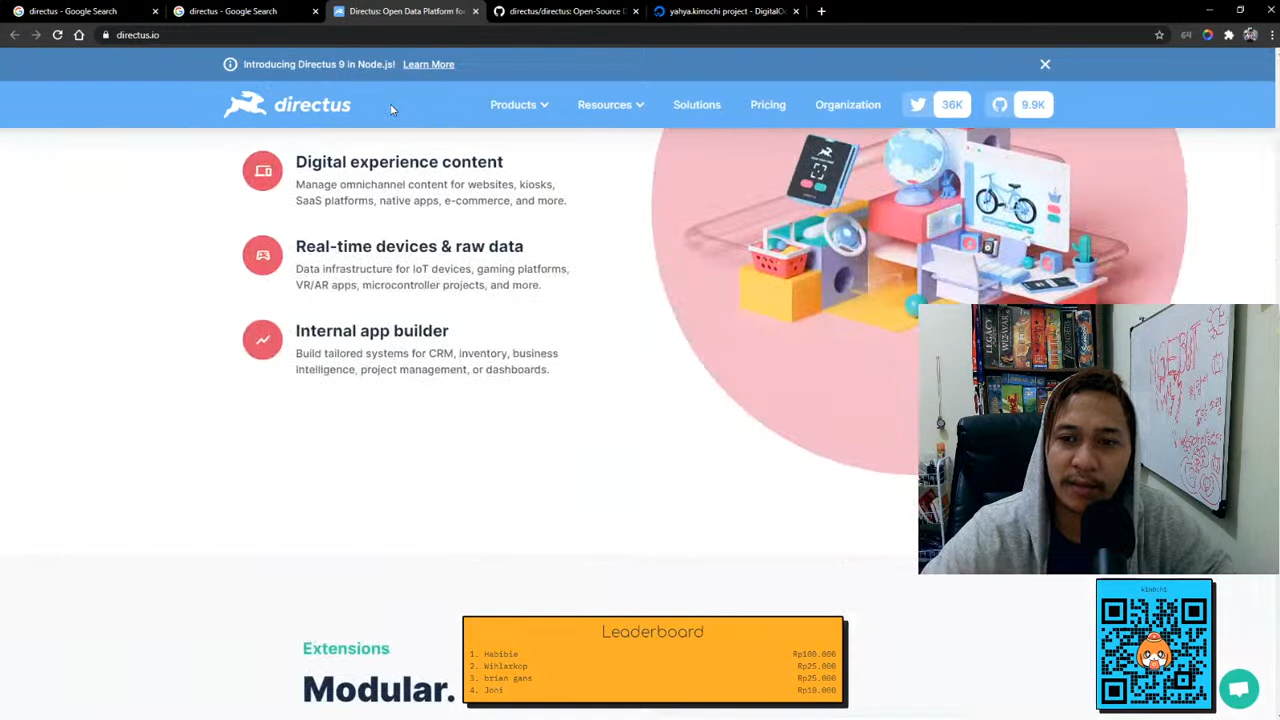 directus - Google Search
directus - Google Search
Directus: Open Data Platform fo
directus/directus: Open-Source D
yahya.kimochi project - DigitalOc
directus.io
Introducing Directus 9 in Node.js! Learn More
directus
Products
Resources
Solutions
Pricing
Organization
36K
9.9K
Digital experience content
Manage omnichannel content for websites, kiosks,
SaaS platforms, native apps, e-commerce, and more.
Real-time devices & raw data
Data infrastructure for IoT devices, gaming platforms,
VR/AR apps, microcontroller projects, and more.
Internal app builder
Build tailored systems for CRM, inventory, business
intelligence, project management, or dashboards.
LEGACY
WIZWAR
Extensions
Modular.
Leaderboard
1. Habibie Rp100.000
2. Wihlarkop Rp25.000
3. brian gans Rp25.000
4. Joni Rp10.000